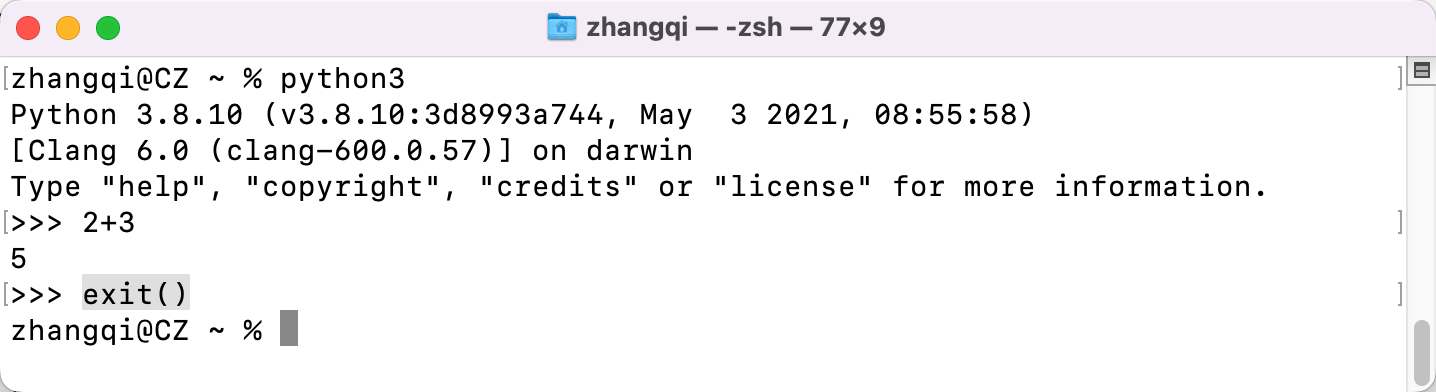 zhangqi — -zsh — 77×9
[zhangqi@CZ ~ % python3 ]
Python 3.8.10 (v3.8.10:3d8993a744, May  3 2021, 08:55:58)
[Clang 6.0 (clang-600.0.57)] on darwin
Type "help", "copyright", "credits" or "license" for more information.
[>>> 2+3 ]
5
[>>> exit() ]
zhangqi@CZ ~ %